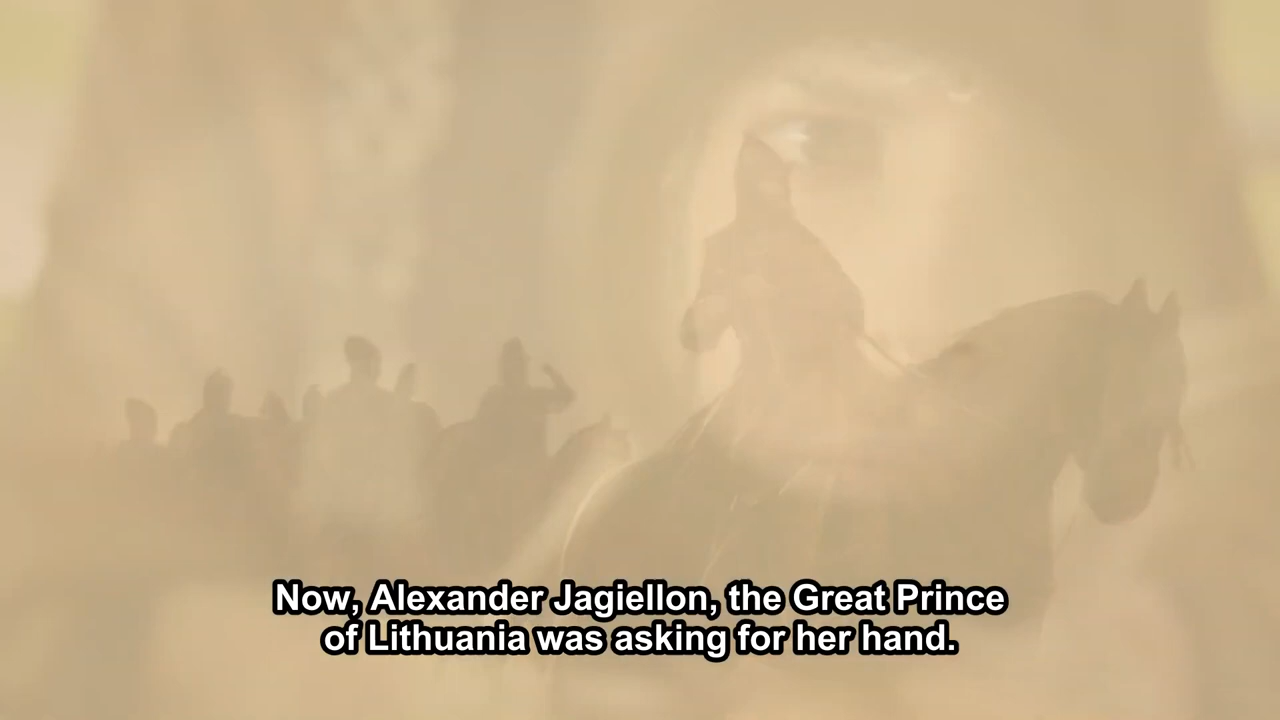 Now, Alexander Jagiellon, the Great Prince
of Lithuania was asking for her hand.